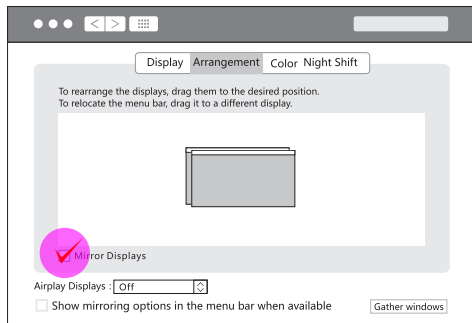 Display Arrangement Color Night Shift
To rearrange the displays, drag them to the desired position.
To relocate the menu bar, drag it to a different display.
Mirror Displays
Airplay Displays : Off
Show mirroring options in the menu bar when available
Gather windows